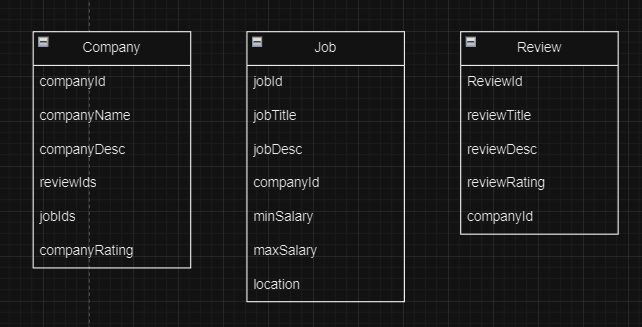 Company
companyId
companyName
companyDesc
reviewIds
jobIds
companyRating
Job
jobId
jobTitle
jobDesc
companyId
minSalary
maxSalary
location
Review
ReviewId
reviewTitle
reviewDesc
reviewRating
companyId